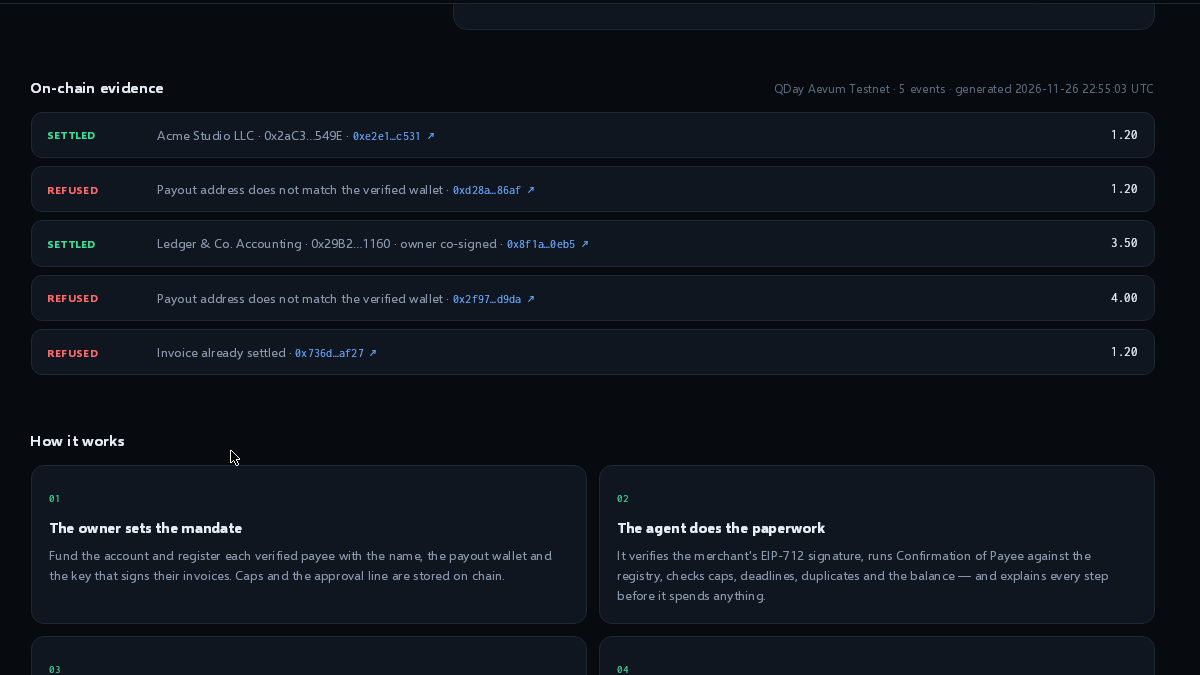 On-chain evidence
QDay Aevum Testnet · 5 events · generated 2026-11-26 22:55:03 UTC
SETTLED Acme Studio LLC · 0x2aC3…549E · 0xe2e1…c531 ↗ 1.20
REFUSED Payout address does not match the verified wallet · 0xd28a…86af ↗ 1.20
SETTLED Ledger & Co. Accounting · 0x29B2…1160 · owner co-signed · 0x8f1a…0eb5 ↗ 3.50
REFUSED Payout address does not match the verified wallet · 0x2f97…d9da ↗ 4.00
REFUSED Invoice already settled · 0x736d…af27 ↗ 1.20
How it works
01
The owner sets the mandate
Fund the account and register each verified payee with the name, the payout wallet and
the key that signs their invoices. Caps and the approval line are stored on chain.
02
The agent does the paperwork
It verifies the merchant's EIP-712 signature, runs Confirmation of Payee against the
registry, checks caps, deadlines, duplicates and the balance — and explains every step
before it spends anything.
03
04